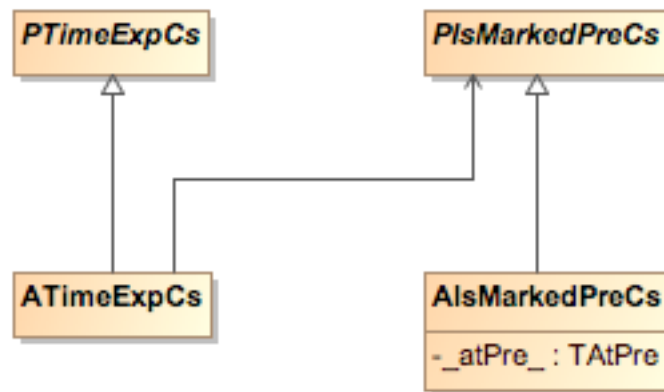 PTimeExpCs
PIsMarkedPreCs
ATimeExpCs
AIsMarkedPreCs
-_atPre_ : TAtPre